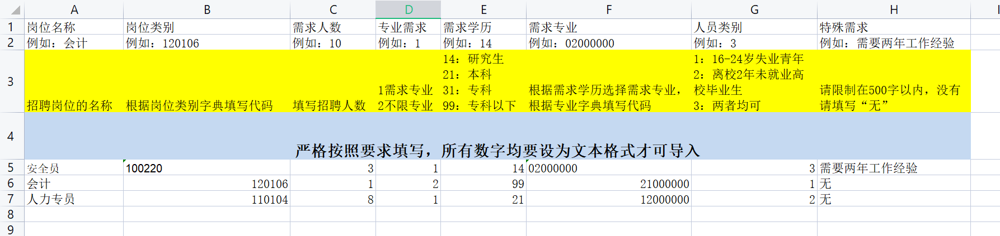 A B C D E F G H I
1 岗位名称 岗位类别 需求人数 专业需求 需求学历 需求专业 人员类别 特殊需求
2 例如：会计 例如：120106 例如：10 例如：1 例如：14 例如：02000000 例如：3 例如：需要两年工作经验
3
招聘岗位的名称
根据岗位类别字典填写代码
填写招聘人数
1需求专业
2不限专业
14：研究生
21：本科
31：专科
99：专科以下
根据需求学历选择需求专业，
根据专业字典填写代码
1：16-24岁失业青年
2：离校2年未就业高
校毕业生
3：两者均可
请限制在500字以内，没有
请填写“无”
4 严格按照要求填写，所有数字均要设为文本格式才可导入
5 安全员 100220 3 1 14 02000000 3 需要两年工作经验
6 会计 120106 1 2 99 21000000 1 无
7 人力专员 110104 8 1 21 12000000 2 无
8
9